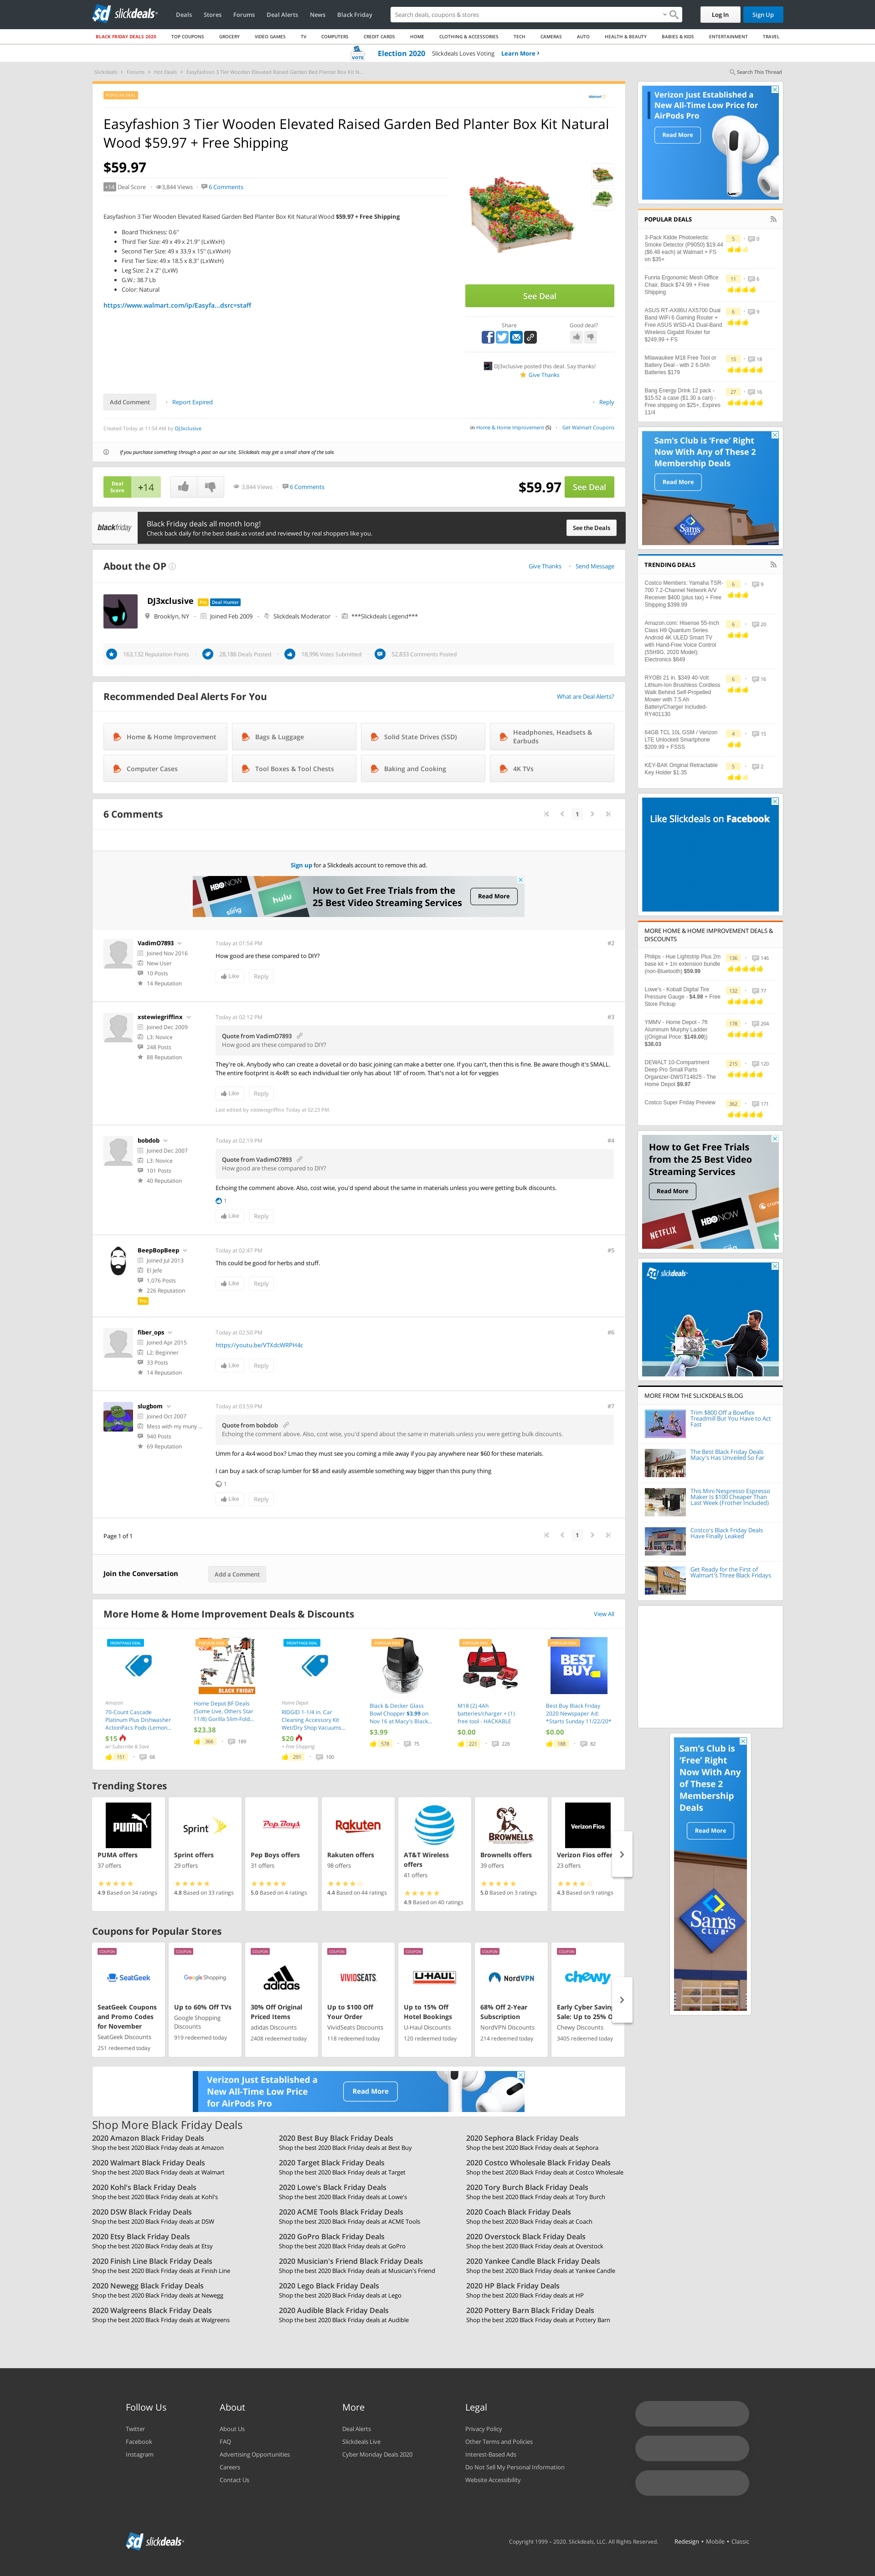 slickdeals
Deals Stores Forums Deal Alerts News Black Friday
Search deals, coupons & stores
Log In Sign Up
BLACK FRIDAY DEALS 2020 TOP COUPONS GROCERY VIDEO GAMES TV COMPUTERS CREDIT CARDS HOME CLOTHING & ACCESSORIES TECH CAMERAS AUTO HEALTH & BEAUTY BABIES & KIDS ENTERTAINMENT TRAVEL
VOTE Election 2020 Slickdeals Loves Voting Learn More ›
Slickdeals > Forums > Hot Deals > Easyfashion 3 Tier Wooden Elevated Raised Garden Bed Planter Box Kit N...
Search This Thread
POPULAR DEAL
Walmart
Easyfashion 3 Tier Wooden Elevated Raised Garden Bed Planter Box Kit Natural
Wood $59.97 + Free Shipping
$59.97
+14 Deal Score 3,844 Views 6 Comments
Easyfashion 3 Tier Wooden Elevated Raised Garden Bed Planter Box Kit Natural Wood $59.97 + Free Shipping
Board Thickness: 0.6"
Third Tier Size: 49 x 49 x 21.9" (LxWxH)
Second Tier Size: 49 x 33.9 x 15" (LxWxH)
First Tier Size: 49 x 18.5 x 8.3" (LxWxH)
Leg Size: 2 x 2" (LxW)
G.W.: 38.7 Lb
Color: Natural
https://www.walmart.com/ip/Easyfa...dsrc=staff
See Deal
Share Good deal?
DJ3xclusive posted this deal. Say thanks!
Give Thanks
Add Comment Report Expired Reply
Created Today at 11:54 AM by DJ3xclusive
in Home & Home Improvement (5) Get Walmart Coupons
If you purchase something through a post on our site, Slickdeals may get a small share of the sale.
Deal
Score
+14
3,844 Views 6 Comments
$59.97 See Deal
blackfriday
Black Friday deals all month long!
Check back daily for the best deals as voted and reviewed by real shoppers like you.
See the Deals
About the OP
Give Thanks Send Message
DJ3xclusive Pro Deal Hunter
Brooklyn, NY Joined Feb 2009 Slickdeals Moderator ***Slickdeals Legend***
163,132 Reputation Points 28,186 Deals Posted 18,996 Votes Submitted 52,833 Comments Posted
Recommended Deal Alerts For You
What are Deal Alerts?
Home & Home Improvement
Bags & Luggage
Solid State Drives (SSD)
Headphones, Headsets &
Earbuds
Computer Cases
Tool Boxes & Tool Chests
Baking and Cooking
4K TVs
6 Comments
1
Sign up for a Slickdeals account to remove this ad.
sling
hulu
HBO NOW
How to Get Free Trials from the
25 Best Video Streaming Services
Read More
VadimO7893
Joined Nov 2016
New User
10 Posts
14 Reputation
Today at 01:54 PM #2
How good are these compared to DIY?
Like Reply
xstewiegriffinx
Joined Dec 2009
L3: Novice
248 Posts
88 Reputation
Today at 02:12 PM #3
Quote from VadimO7893
How good are these compared to DIY?
They're ok. Anybody who can create a dovetail or do basic joining can make a better one. If you can't, then this is fine. Be aware though it's SMALL.
The entire footprint is 4x4ft so each individual tier only has about 18" of room. That's not a lot for veggies
Like Reply
Last edited by xstewiegriffinx Today at 02:23 PM.
bobdob
Joined Dec 2007
L3: Novice
101 Posts
40 Reputation
Today at 02:19 PM #4
Quote from VadimO7893
How good are these compared to DIY?
Echoing the comment above. Also, cost wise, you'd spend about the same in materials unless you were getting bulk discounts.
1
Like Reply
BeepBopBeep
Joined Jul 2013
El Jefe
1,076 Posts
226 Reputation
Pro
Today at 02:47 PM #5
This could be good for herbs and stuff.
Like Reply
fiber_ops
Joined Apr 2015
L2: Beginner
33 Posts
14 Reputation
Today at 02:50 PM #6
https://youtu.be/VTXdcWRPH4c
Like Reply
slugbom
Joined Oct 2007
Mess with my muny ...
940 Posts
69 Reputation
Today at 03:59 PM #7
Quote from bobdob
Echoing the comment above. Also, cost wise, you'd spend about the same in materials unless you were getting bulk discounts.
Umm for a 4x4 wood box? Lmao they must see you coming a mile away if you pay anywhere near $60 for these materials.
I can buy a sack of scrap lumber for $8 and easily assemble something way bigger than this puny thing
1
Like Reply
Page 1 of 1
1
Join the Conversation
Add a Comment
More Home & Home Improvement Deals & Discounts
View All
FRONTPAGE DEAL
Amazon
70-Count Cascade
Platinum Plus Dishwasher
ActionPacs Pods (Lemon...
$15
w/ Subscribe & Save
151 68
POPULAR DEAL
BLACK FRIDAY
Home Depot BF Deals
(Some Live, Others Star
11/8) Gorilla Slim-Fold...
$23.38
366 189
FRONTPAGE DEAL
Home Depot
RIDGID 1-1/4 in. Car
Cleaning Accessory Kit
Wet/Dry Shop Vacuums...
$20
+ Free Shipping
291 100
POPULAR DEAL
Black & Decker Glass
Bowl Chopper $3.99 on
Nov 16 at Macy's Black...
$3.99
578 75
POPULAR DEAL
M18 (2) 4Ah
batteries/charger + (1)
free tool - HACKABLE
$0.00
221 226
POPULAR DEAL
BEST BUY
Best Buy Black Friday
2020 Newspaper Ad:
*Starts Sunday 11/22/20*
$0.00
188 82
Trending Stores
PUMA
PUMA offers
37 offers
4.9 Based on 34 ratings
Sprint
Sprint offers
29 offers
4.8 Based on 33 ratings
Pep Boys
Pep Boys offers
31 offers
5.0 Based on 4 ratings
Rakuten
Rakuten offers
98 offers
4.4 Based on 44 ratings
AT&T Wireless
offers
41 offers
4.9 Based on 40 ratings
BROWNELLS
Brownells offers
39 offers
5.0 Based on 3 ratings
Verizon Fios
Verizon Fios offer
23 offers
4.3 Based on 9 ratings
Coupons for Popular Stores
COUPON
SeatGeek
SeatGeek Coupons
and Promo Codes
for November
SeatGeek Discounts
251 redeemed today
COUPON
Google Shopping
Up to 60% Off TVs
Google Shopping
Discounts
919 redeemed today
COUPON
adidas
30% Off Original
Priced Items
adidas Discounts
2408 redeemed today
COUPON
VIVIDSEATS
Up to $100 Off
Your Order
VividSeats Discounts
118 redeemed today
COUPON
U-HAUL
Up to 15% Off
Hotel Bookings
U-Haul Discounts
120 redeemed today
COUPON
NordVPN
68% Off 2-Year
Subscription
NordVPN Discounts
214 redeemed today
COUPON
chewy
Early Cyber Saving
Sale: Up to 25% O
Chewy Discounts
3405 redeemed today
Verizon Just Established a
New All-Time Low Price
for AirPods Pro
Read More
Shop More Black Friday Deals
2020 Amazon Black Friday Deals
Shop the best 2020 Black Friday deals at Amazon
2020 Best Buy Black Friday Deals
Shop the best 2020 Black Friday deals at Best Buy
2020 Sephora Black Friday Deals
Shop the best 2020 Black Friday deals at Sephora
2020 Walmart Black Friday Deals
Shop the best 2020 Black Friday deals at Walmart
2020 Target Black Friday Deals
Shop the best 2020 Black Friday deals at Target
2020 Costco Wholesale Black Friday Deals
Shop the best 2020 Black Friday deals at Costco Wholesale
2020 Kohl's Black Friday Deals
Shop the best 2020 Black Friday deals at Kohl's
2020 Lowe's Black Friday Deals
Shop the best 2020 Black Friday deals at Lowe's
2020 Tory Burch Black Friday Deals
Shop the best 2020 Black Friday deals at Tory Burch
2020 DSW Black Friday Deals
Shop the best 2020 Black Friday deals at DSW
2020 ACME Tools Black Friday Deals
Shop the best 2020 Black Friday deals at ACME Tools
2020 Coach Black Friday Deals
Shop the best 2020 Black Friday deals at Coach
2020 Etsy Black Friday Deals
Shop the best 2020 Black Friday deals at Etsy
2020 GoPro Black Friday Deals
Shop the best 2020 Black Friday deals at GoPro
2020 Overstock Black Friday Deals
Shop the best 2020 Black Friday deals at Overstock
2020 Finish Line Black Friday Deals
Shop the best 2020 Black Friday deals at Finish Line
2020 Musician's Friend Black Friday Deals
Shop the best 2020 Black Friday deals at Musician's Friend
2020 Yankee Candle Black Friday Deals
Shop the best 2020 Black Friday deals at Yankee Candle
2020 Newegg Black Friday Deals
Shop the best 2020 Black Friday deals at Newegg
2020 Lego Black Friday Deals
Shop the best 2020 Black Friday deals at Lego
2020 HP Black Friday Deals
Shop the best 2020 Black Friday deals at HP
2020 Walgreens Black Friday Deals
Shop the best 2020 Black Friday deals at Walgreens
2020 Audible Black Friday Deals
Shop the best 2020 Black Friday deals at Audible
2020 Pottery Barn Black Friday Deals
Shop the best 2020 Black Friday deals at Pottery Barn
Verizon Just Established a
New All-Time Low Price for
AirPods Pro
Read More
POPULAR DEALS
3-Pack Kidde Photoelectic
Smoke Detector (P9050) $19.44
($6.48 each) at Walmart + FS
on $35+
5 0
Funria Ergonomic Mesh Office
Chair, Black $74.99 + Free
Shipping
11 6
ASUS RT-AX86U AX5700 Dual
Band WiFi 6 Gaming Router +
Free ASUS WSD-A1 Dual-Band
Wireless Gigabit Router for
$249.99 + FS
6 9
Milawaukee M18 Free Tool or
Battery Deal - with 2 6.0Ah
Batteries $179
15 18
Bang Energy Drink 12 pack -
$15.52 a case ($1.30 a can) -
Free shipping on $25+, Expires
11/4
27 16
Sam's Club is 'Free' Right
Now With Any of These 2
Membership Deals
Read More
Sam's
TRENDING DEALS
Costco Members: Yamaha TSR-
700 7.2-Channel Network A/V
Receiver $400 (plus tax) + Free
Shipping $399.99
6 9
Amazon.com: Hisense 55-Inch
Class H9 Quantum Series
Android 4K ULED Smart TV
with Hand-Free Voice Control
(55H9G, 2020 Model):
Electronics $649
6 20
RYOBI 21 in. $349 40-Volt
Lithium-Ion Brushless Cordless
Walk Behind Self-Propelled
Mower with 7.5 Ah
Battery/Charger Included-
RY401130
6 16
64GB TCL 10L GSM / Verizon
LTE Unlocked Smartphone
$209.99 + FSSS
4 15
KEY-BAK Original Retractable
Key Holder $1.35
5 2
Like Slickdeals on Facebook
MORE HOME & HOME IMPROVEMENT DEALS &
DISCOUNTS
Philips - Hue Lightstrip Plus 2m
base kit + 1m extension bundle
(non-Bluetooth) $59.99
136 146
Lowe's - Kobalt Digital Tire
Pressure Gauge - $4.98 + Free
Store Pickup
132 77
YMMV - Home Depot - 7ft
Aluminum Murphy Ladder
((Original Price: $149.00))
$38.03
178 204
DEWALT 10-Compartment
Deep Pro Small Parts
Organizer-DWST14825 - The
Home Depot $9.97
215 120
Costco Super Friday Preview
362 171
How to Get Free Trials
from the 25 Best Video
Streaming Services
Read More
NETFLIX
HBO NOW
slickdeals
MORE FROM THE SLICKDEALS BLOG
Trim $800 Off a Bowflex
Treadmill But You Have to Act
Fast
The Best Black Friday Deals
Macy's Has Unveiled So Far
This Mini Nespresso Espresso
Maker Is $100 Cheaper Than
Last Week (Frother Included)
Costco's Black Friday Deals
Have Finally Leaked
Get Ready for the First of
Walmart's Three Black Fridays
Sam's Club is
'Free' Right
Now With Any
of These 2
Membership
Deals
Read More
Sam's
CLUB
Follow Us
Twitter
Facebook
Instagram
About
About Us
FAQ
Advertising Opportunities
Careers
Contact Us
More
Deal Alerts
Slickdeals Live
Cyber Monday Deals 2020
Legal
Privacy Policy
Other Terms and Policies
Interest-Based Ads
Do Not Sell My Personal Information
Website Accessibility
slickdeals
Copyright 1999 - 2020. Slickdeals, LLC. All Rights Reserved. Redesign • Mobile • Classic